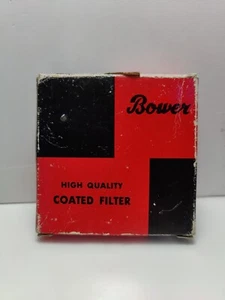 Bower
HIGH QUALITY
COATED FILTER